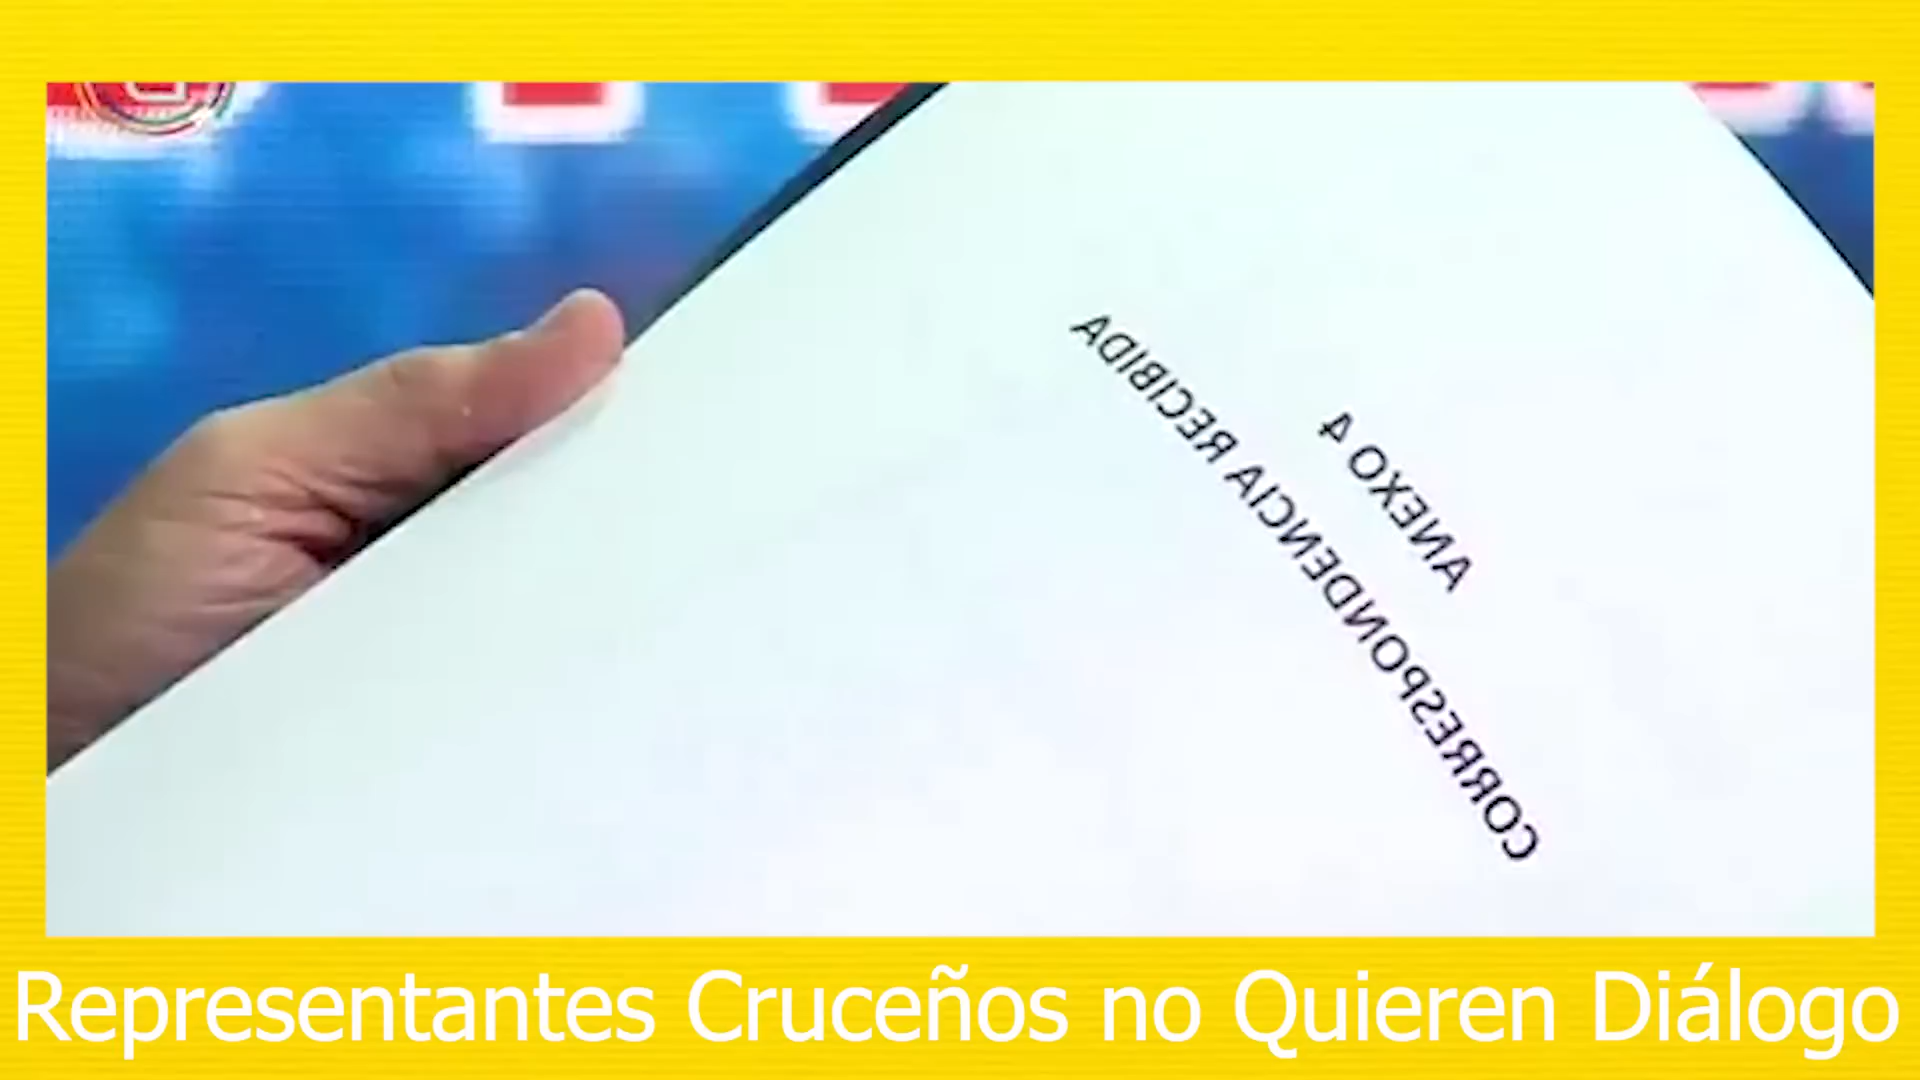 ANEXO 4
CORRESPONDENCIA RECIBIDA
Representantes Cruceños no Quieren Diálogo